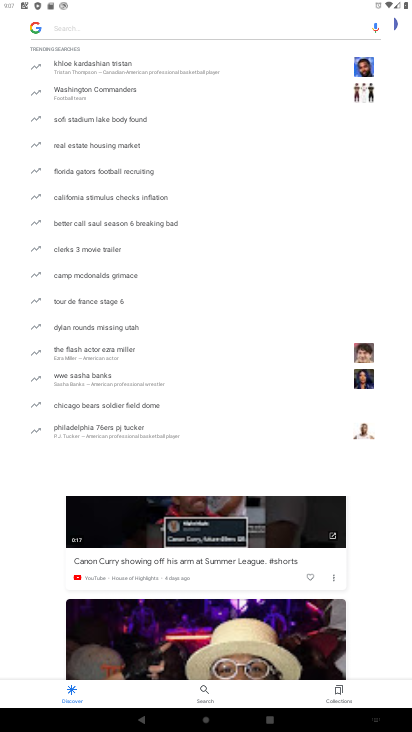 9:07
Search...
TRENDING SEARCHES
khloe kardashian tristan
Tristan Thompson — Canadian-American professional basketball player
Washington Commanders
Football team
sofi stadium lake body found
real estate housing market
florida gators football recruiting
california stimulus checks inflation
better call saul season 6 breaking bad
clerks 3 movie trailer
camp mcdonalds grimace
tour de france stage 6
dylan rounds missing utah
the flash actor ezra miller
Ezra Miller — American actor
wwe sasha banks
Sasha Banks — American professional wrestler
chicago bears soldier field dome
philadelphia 76ers pj tucker
P.J. Tucker — American professional basketball player
0:17
Canon Curry showing off his arm at Summer League. #shorts
YouTube · House of Highlights · 4 days ago
Discover
Search
Collections